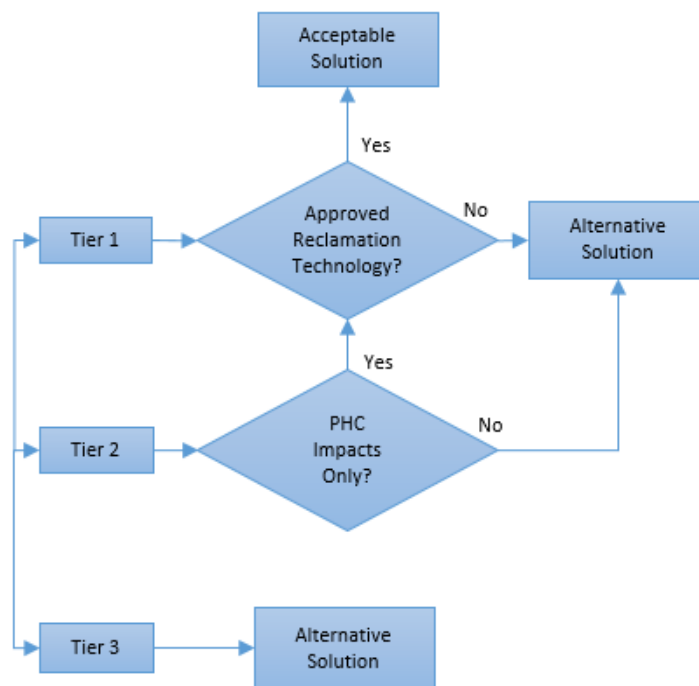 Acceptable
Solution
Yes
Approved
Reclamation
Technology?
No
Tier 1
Alternative
Solution
Yes
PHC
Impacts
Only?
No
Tier 2
Tier 3
Alternative
Solution